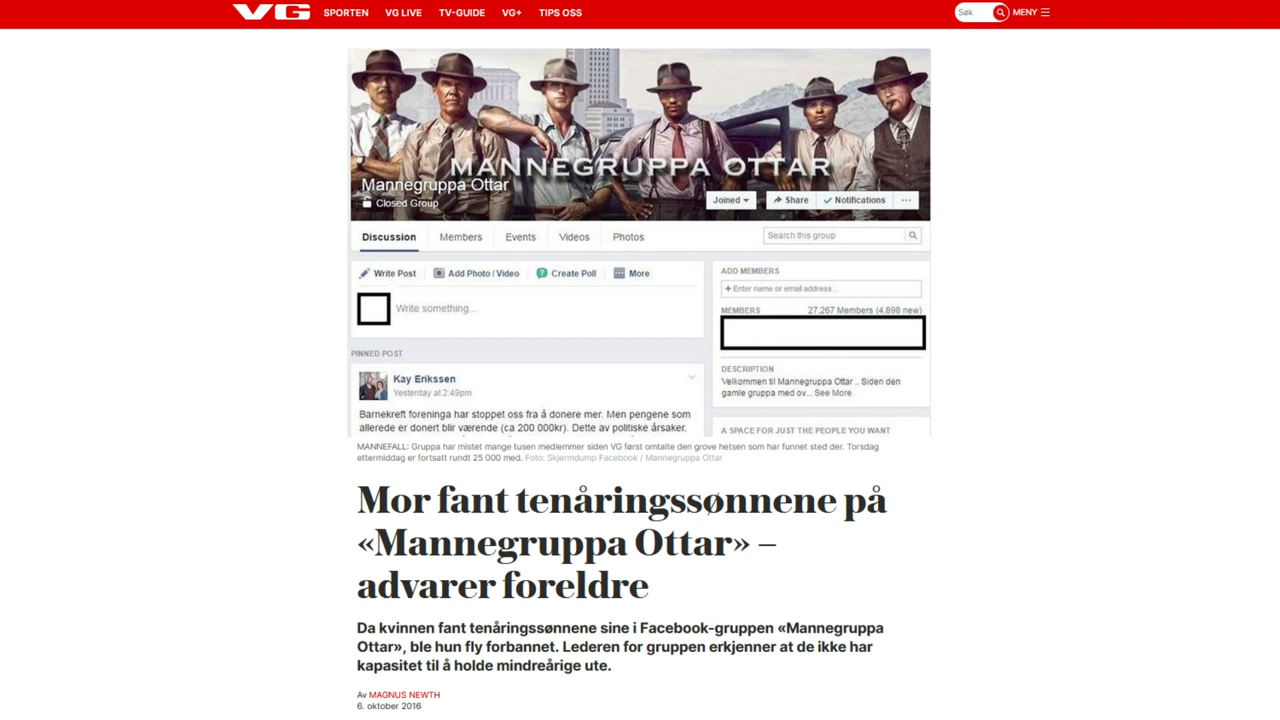 VG SPORTEN VG LIVE TV-GUIDE VG+ TIPS OSS Søk MENY
MANNEGRUPPA OTTAR
Mannegruppa Ottar
Closed Group
Joined Share Notifications
Discussion Members Events Videos Photos Search this group
Write Post Add Photo / Video Create Poll More
Write something...
ADD MEMBERS
+ Enter name or email address...
MEMBERS 27,267 Members (4,898 new)
PINNED POST
DESCRIPTION
Velkommen til Mannegruppa Ottar .. Siden den
gamle gruppa med ov... See More
Kay Erikssen
Yesterday at 2:49pm
Barnekreft foreninga har stoppet oss fra å donere mer. Men pengene som
allerede er donert blir værende (ca 200 000kr). Dette av politiske årsaker.
A SPACE FOR JUST THE PEOPLE YOU WANT
MANNEFALL: Gruppa har mistet mange tusen medlemmer siden VG først omtalte den grove hetsen som har funnet sted der. Torsdag
ettermiddag er fortsatt rundt 25 000 med. Foto: Skjermdump Facebook / Mannegruppa Ottar
Mor fant tenåringssønnene på
«Mannegruppa Ottar» –
advarer foreldre
Da kvinnen fant tenåringssønnene sine i Facebook-gruppen «Mannegruppa
Ottar», ble hun fly forbannet. Lederen for gruppen erkjenner at de ikke har
kapasitet til å holde mindreårige ute.
Av MAGNUS NEWTH
6. oktober 2016